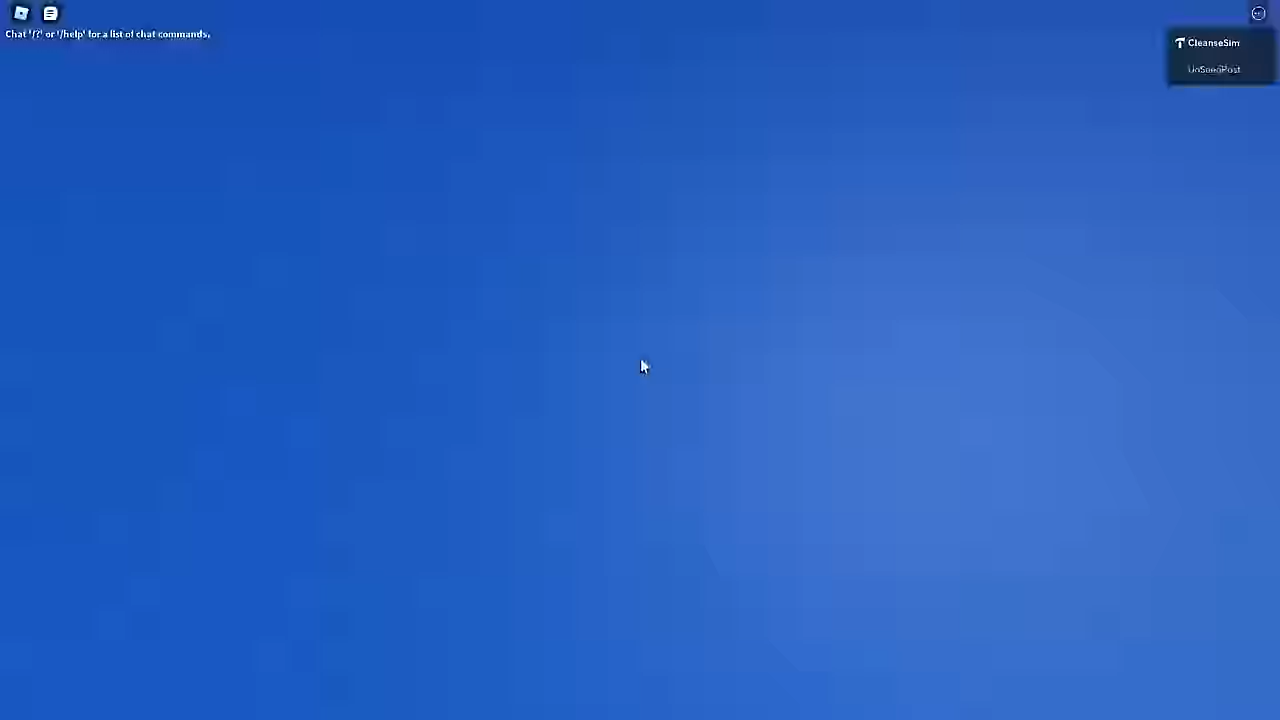 Chat '/?' or '/help' for a list of chat commands.
CleanseSim